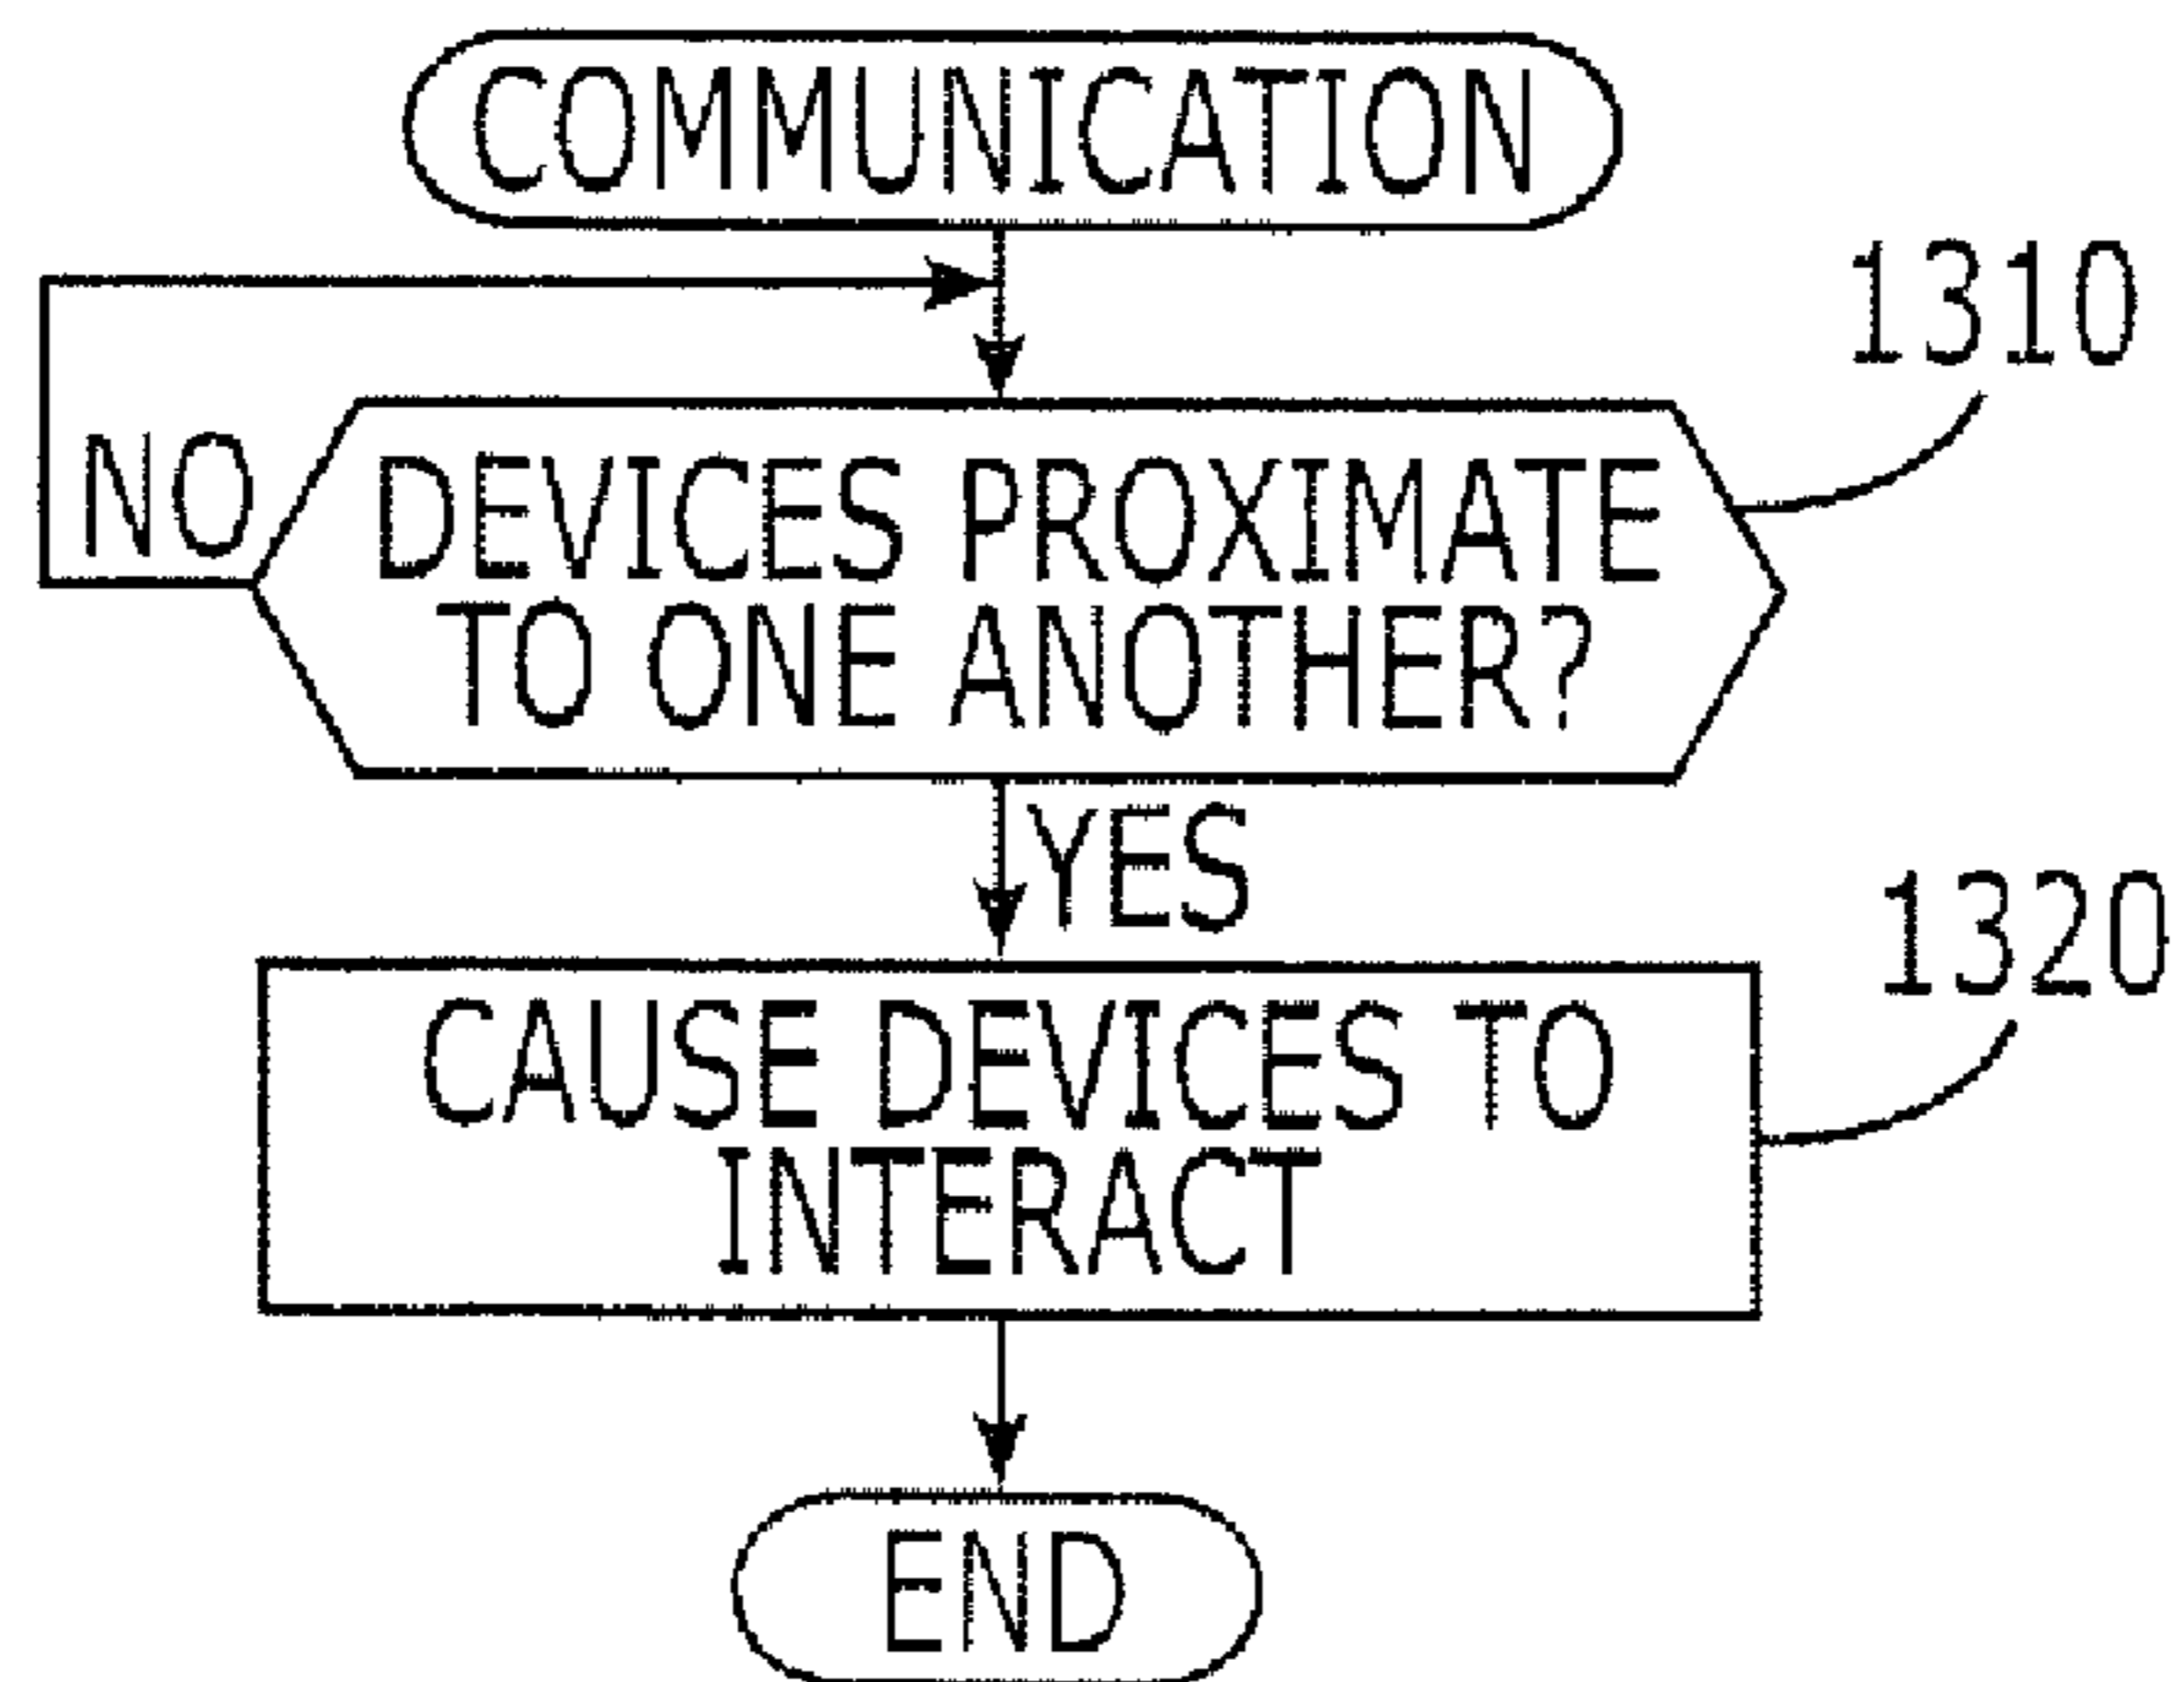 COMMUNICATION
1310
NO
DEVICES PROXIMATE
TO ONE ANOTHER?
YES
1320
CAUSE DEVICES TO
INTERACT
END